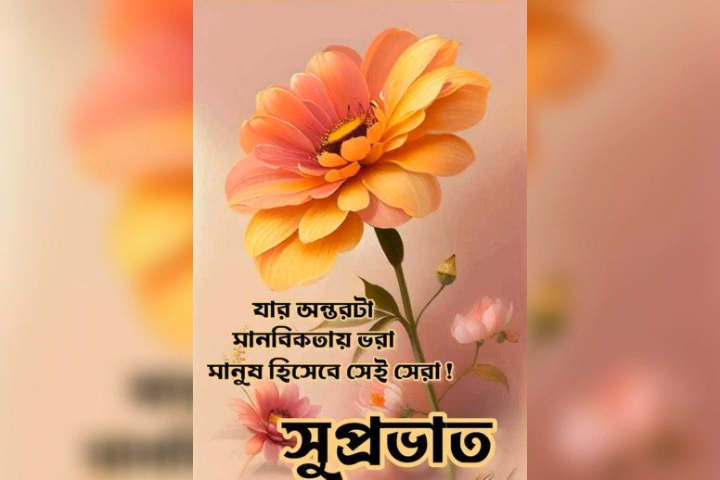 যার অন্তরটা
মানবিকতায় ভরা
মানুষ হিসেবে সেই সেরা !
সুপ্রভাত